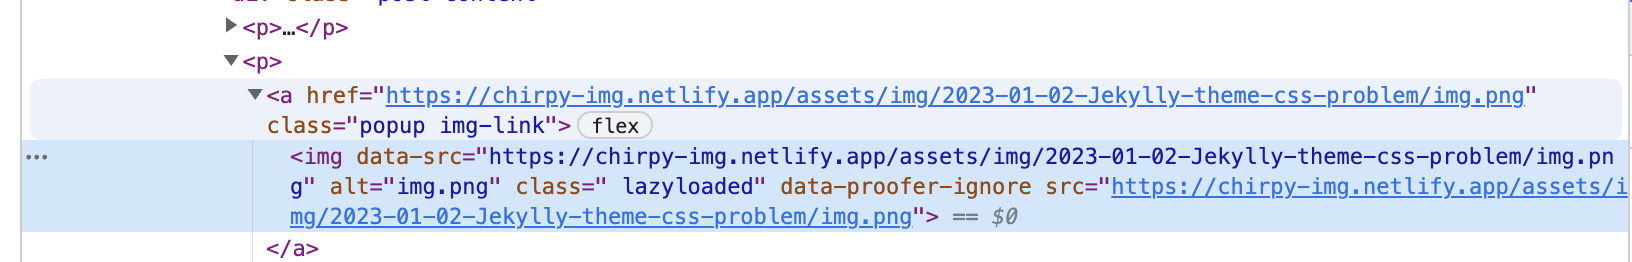 <p>…</p>
<p>
<a href="https://chirpy-img.netlify.app/assets/img/2023-01-02-Jekylly-theme-css-problem/img.png"
class="popup img-link"> flex
<img data-src="https://chirpy-img.netlify.app/assets/img/2023-01-02-Jekylly-theme-css-problem/img.pn
g" alt="img.png" class=" lazyloaded" data-proofer-ignore src="https://chirpy-img.netlify.app/assets/i
mg/2023-01-02-Jekylly-theme-css-problem/img.png"> == $0
</a>